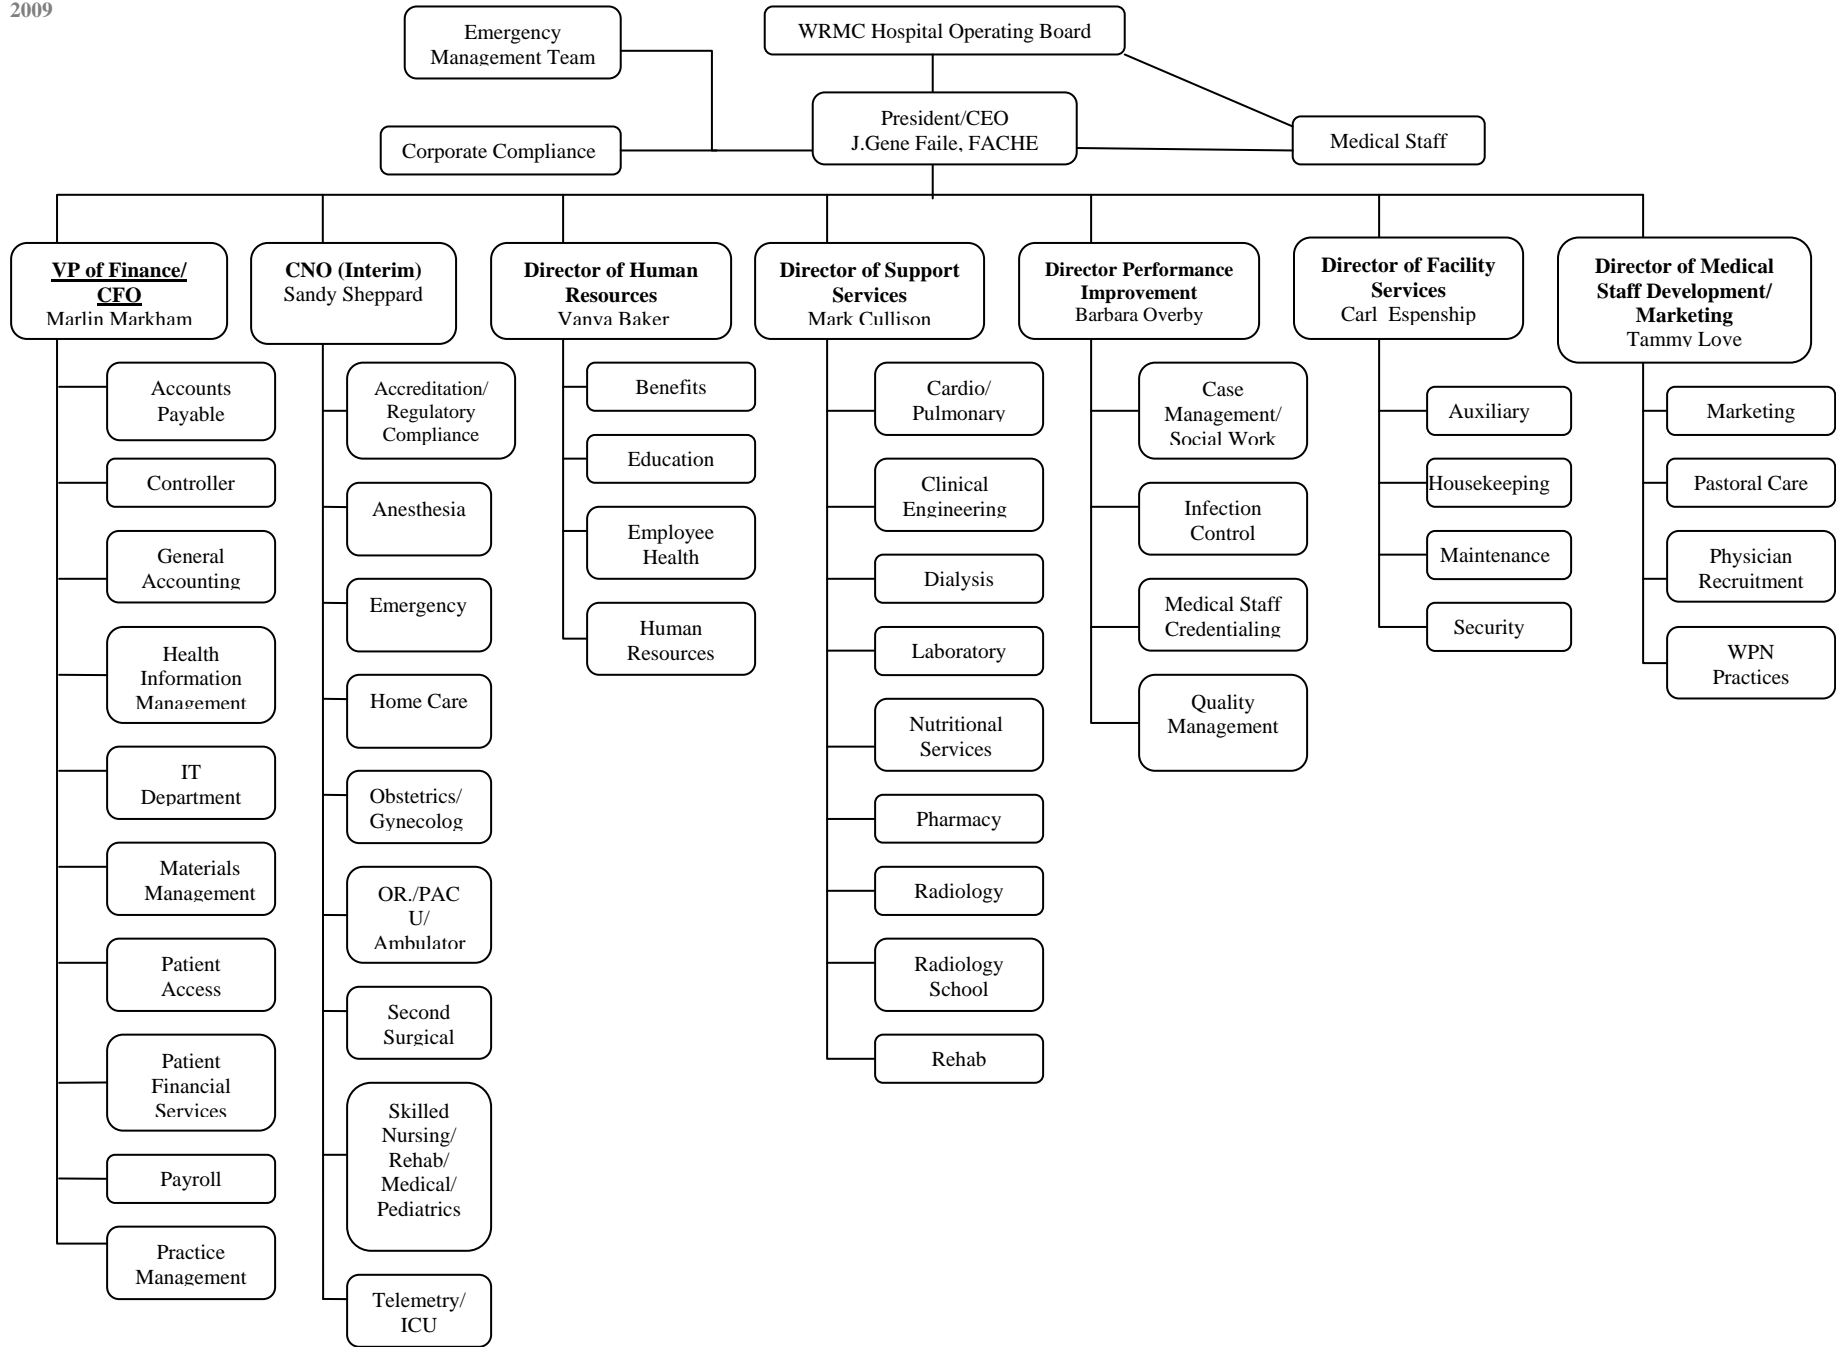 2009
Emergency
Management Team
WRMC Hospital Operating Board
President/CEO
J.Gene Faile, FACHE
Corporate Compliance
Medical Staff
VP of Finance/
CFO
Marlin Markham
CNO (Interim)
Sandy Sheppard
Director of Human
Resources
Vanya Baker
Director of Support
Services
Mark Cullison
Director Performance
Improvement
Barbara Overby
Director of Facility
Services
Carl Espenship
Director of Medical
Staff Development/
Marketing
Tammy Love
Accounts
Payable
Controller
General
Accounting
Health
Information
Management
IT
Department
Materials
Management
Patient
Access
Patient
Financial
Services
Payroll
Practice
Management
Accreditation/
Regulatory
Compliance
Anesthesia
Emergency
Home Care
Obstetrics/
Gynecolog
OR./PAC
U/
Ambulator
Second
Surgical
Skilled
Nursing/
Rehab/
Medical/
Pediatrics
Telemetry/
ICU
Benefits
Education
Employee
Health
Human
Resources
Cardio/
Pulmonary
Clinical
Engineering
Dialysis
Laboratory
Nutritional
Services
Pharmacy
Radiology
Radiology
School
Rehab
Case
Management/
Social Work
Infection
Control
Medical Staff
Credentialing
Quality
Management
Auxiliary
Housekeeping
Maintenance
Security
Marketing
Pastoral Care
Physician
Recruitment
WPN
Practices